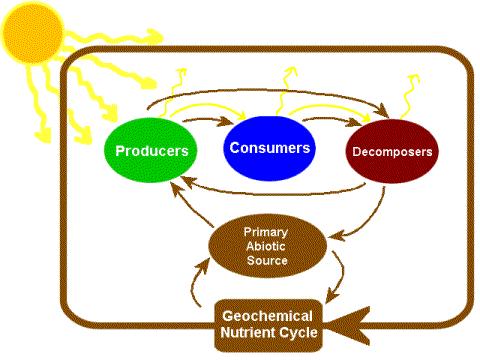 Producers
Consumers
Decomposers
Primary
Abiotic
Source
Geochemical
Nutrient Cycle